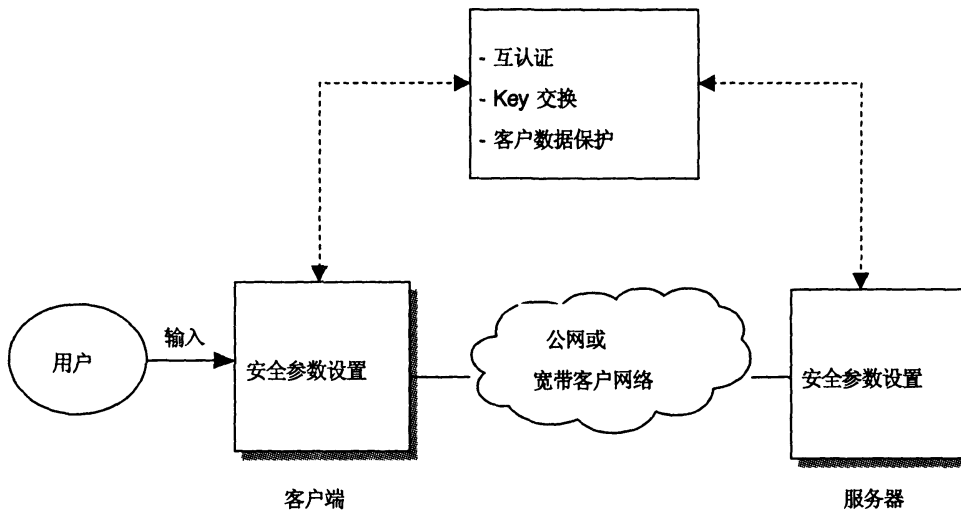 - 互认证
- Key 交换
- 客户数据保护
用户
输入
安全参数设置
公网或
宽带客户网络
安全参数设置
客户端
服务器